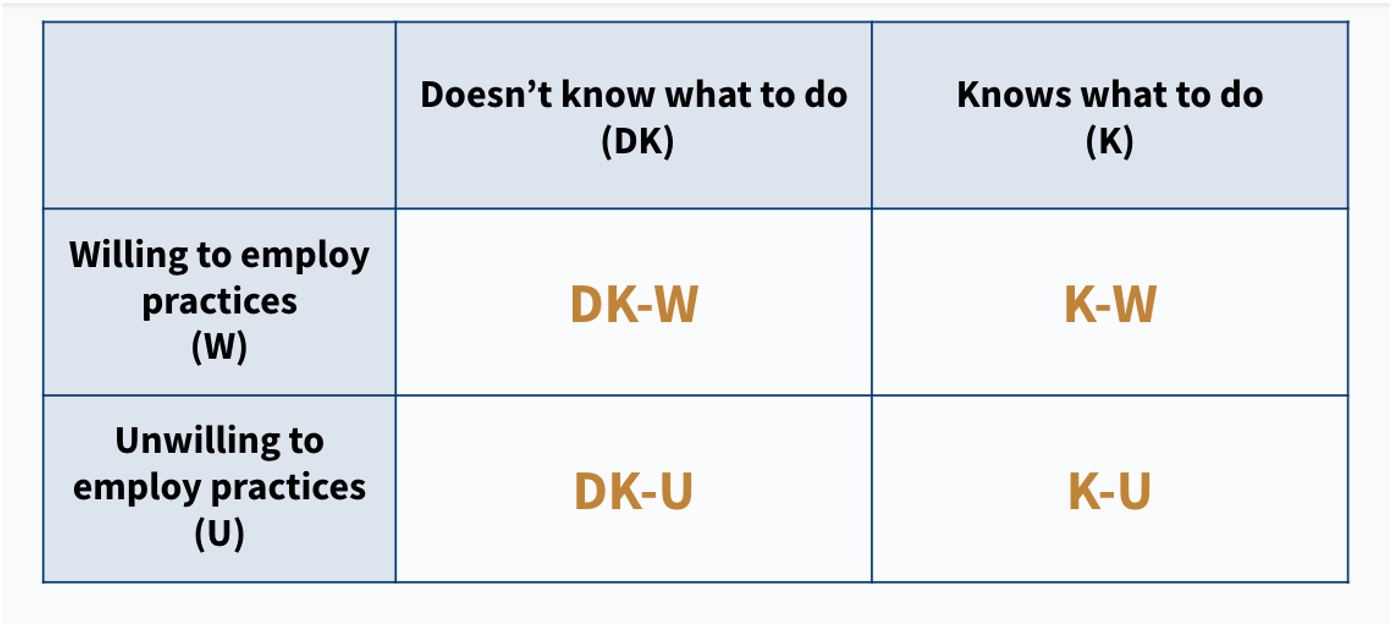 Doesn’t know what to do
(DK)
Knows what to do
(K)
Willing to employ
practices
(W)
DK-W
K-W
Unwilling to
employ practices
(U)
DK-U
K-U